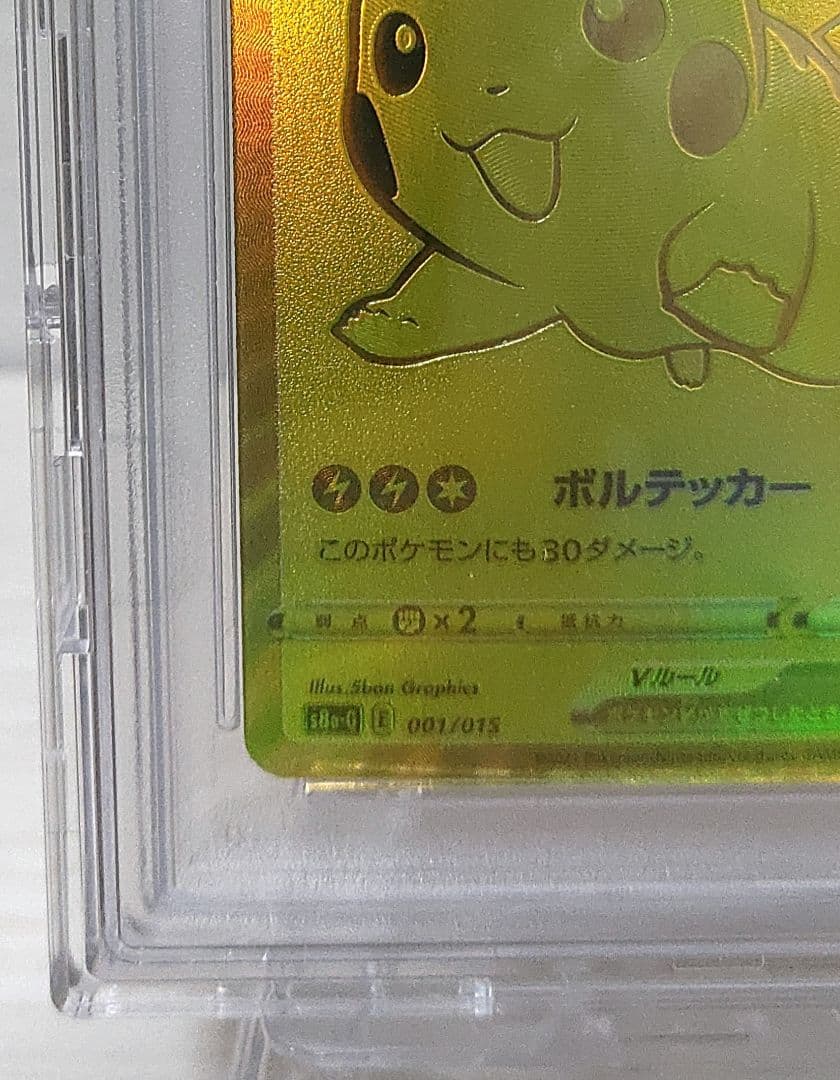 ボルテッカー
このポケモンにも30ダメージ。
弱点 ×2 抵抗力
Illus. 5ban Graphics
Vルール
s8a-G E 001/015